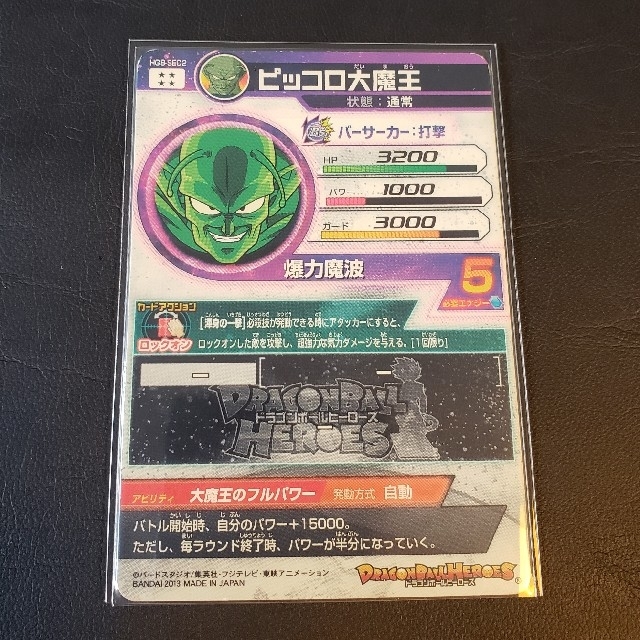 HG8-SEC2
ピッコロ大魔王
だい ま おう
状態：通常
バーサーカー：打撃
HP 3200
パワー 1000
ガード 3000
爆力魔波
5
必要エナジー
カードアクション
ロックオン
【渾身の一撃】必殺技が発動できる時にアタッカーにすると、
ロックオンした敵を攻撃し、超強力な気力ダメージを与える。[1回限り]
DRAGONBALL
ドラゴンボールヒーローズ
HEROES
アビリティ 大魔王のフルパワー 発動方式 自動
バトル開始時、自分のパワー+15000。
ただし、毎ラウンド終了時、パワーが半分になっていく。
©バードスタジオ/集英社・フジテレビ・東映アニメーション
BANDAI 2013 MADE IN JAPAN
DRAGONBALL HEROES
ドラゴンボールヒーローズ